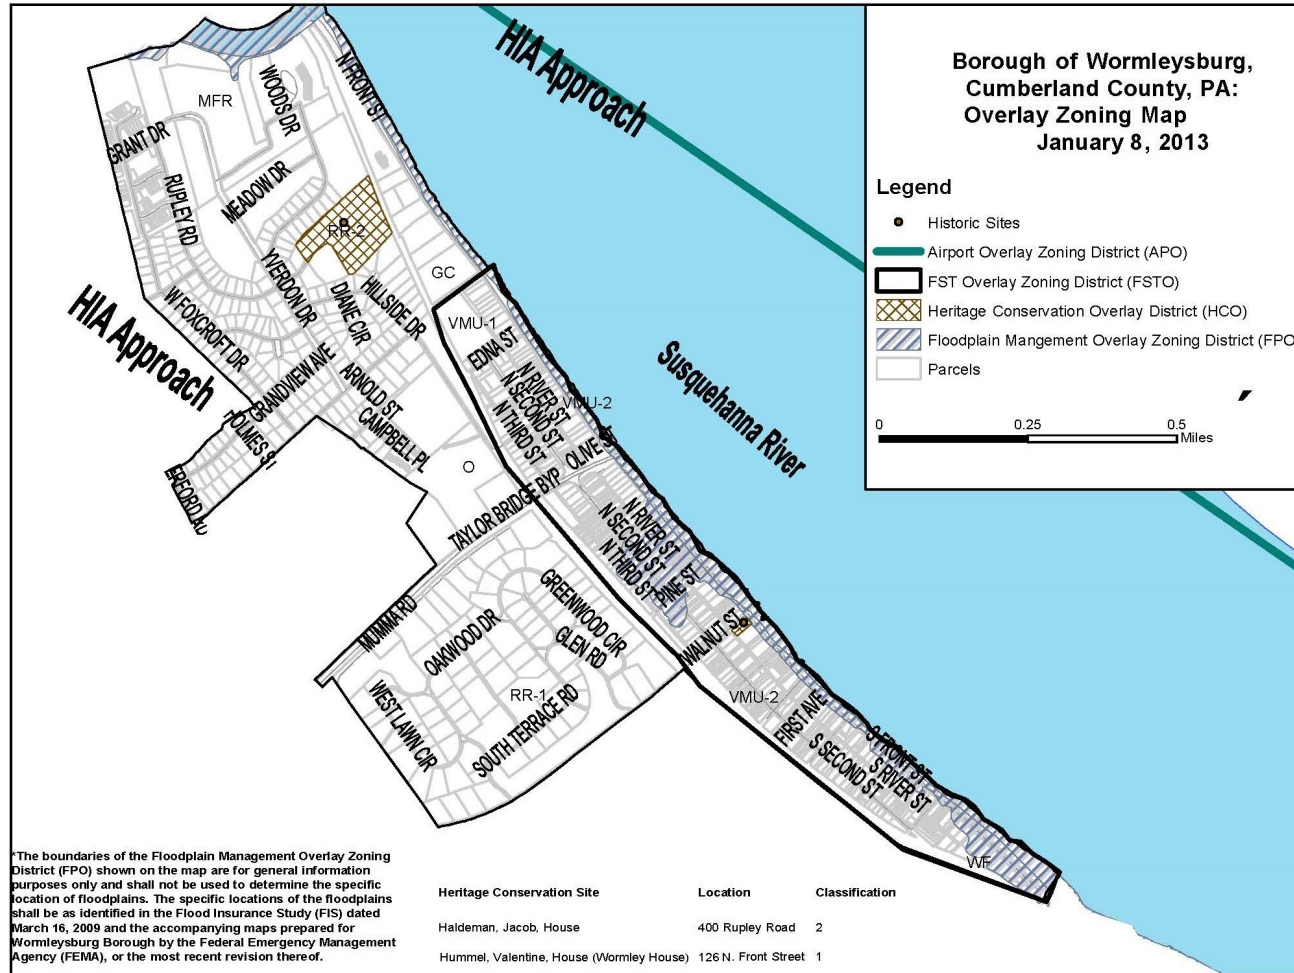 Borough of Wormleysburg,
Cumberland County, PA:
Overlay Zoning Map
January 8, 2013
Legend
Historic Sites
Airport Overlay Zoning District (APO)
FST Overlay Zoning District (FSTO)
Heritage Conservation Overlay District (HCO)
Floodplain Mangement Overlay Zoning District (FPO
Parcels
0 0.25 0.5
Miles
HIA Approach
N FRONT ST
WOODS DR
MFR
GRANT DR
RUPLEY RD
MEADOW DR
RR-2
YVERDON DR
DIANE CIR
HILLSIDE DR
GC
HIA Approach
W FOXCROFT DR
GRANDVIEW AVE
ARNOLD ST
CAMPBELL PL
VMU-1
EDNA ST
N RIVER ST
N SECOND ST
N THIRD ST
VMU-2
Susquehanna River
OLIVE
O
TAYLOR BRIDGE BYP
N RIVER ST
N SECOND ST
N THIRD ST
PINE ST
WALNUT ST
MUMMA RD
OAKWOOD DR
GREENWOOD CIR
GLEN RD
RR-1
WEST LAWN CIR
SOUTH TERRACE RD
VMU-2
FIRST AVE
S FRONT ST
S RIVER ST
S SECOND ST
WF
*The boundaries of the Floodplain Management Overlay Zoning
District (FPO) shown on the map are for general information
purposes only and shall not be used to determine the specific
location of floodplains. The specific locations of the floodplains
shall be as identified in the Flood Insurance Study (FIS) dated
March 16, 2009 and the accompanying maps prepared for
Wormleysburg Borough by the Federal Emergency Management
Agency (FEMA), or the most recent revision thereof.
Heritage Conservation Site Location Classification
Haldeman, Jacob, House 400 Rupley Road 2
Hummel, Valentine, House (Wormley House) 126 N. Front Street 1